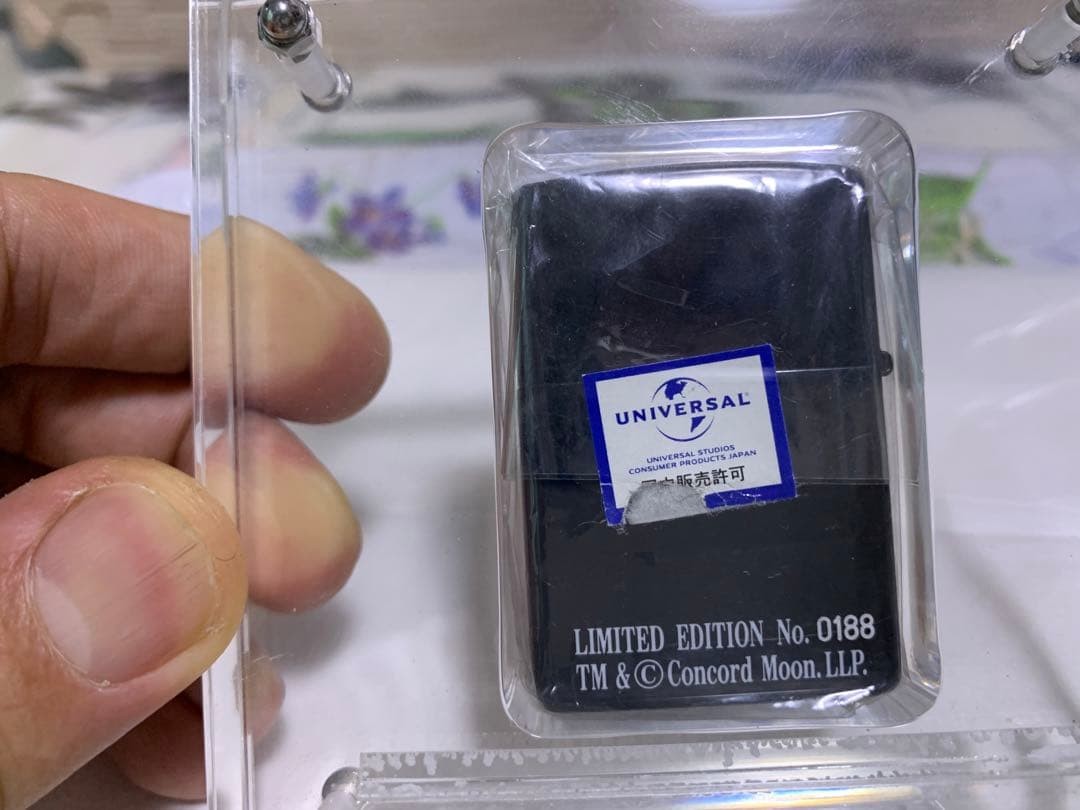 UNIVERSAL®
UNIVERSAL STUDIOS
CONSUMER PRODUCTS JAPAN
販売許可
LIMITED EDITION No. 0188
TM & © Concord Moon. LLP.